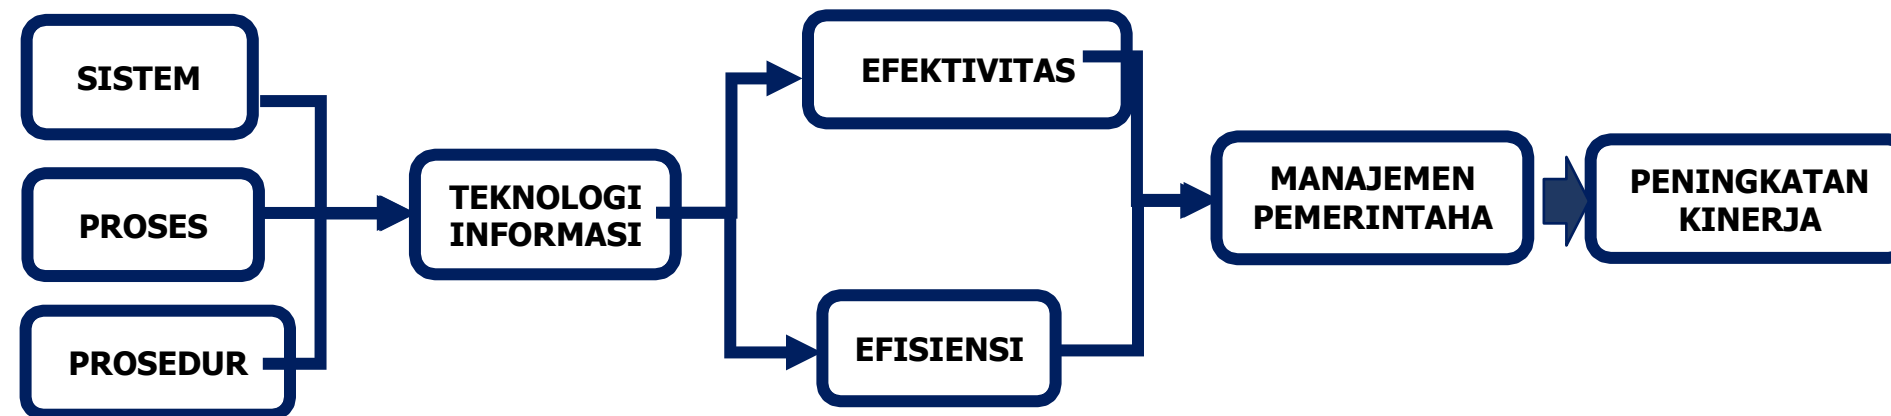 SISTEM
PROSES
PROSEDUR
TEKNOLOGI
INFORMASI
EFEKTIVITAS
EFISIENSI
MANAJEMEN
PEMERINTAHA
PENINGKATAN
KINERJA